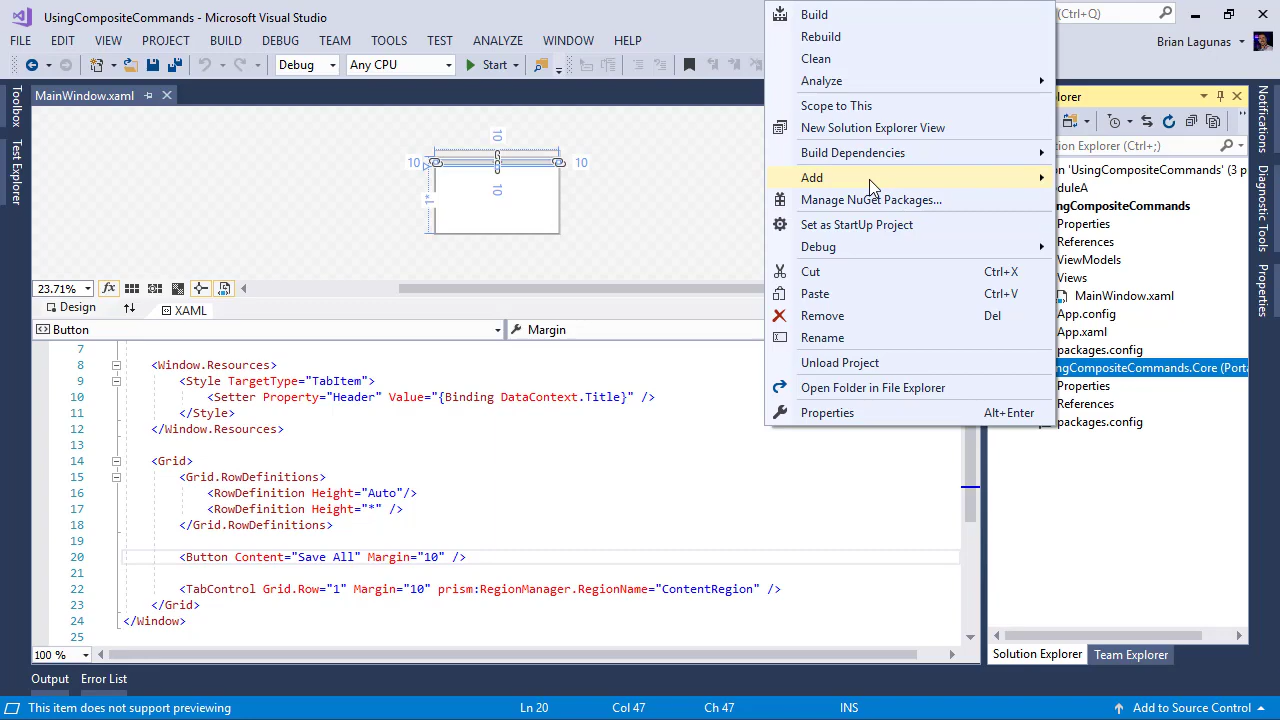 UsingCompositeCommands - Microsoft Visual Studio
(Ctrl+Q)
FILE EDIT VIEW PROJECT BUILD DEBUG TEAM TOOLS TEST ANALYZE WINDOW HELP
Brian Lagunas
Debug Any CPU Start
Toolbox
Test Explorer
MainWindow.xaml
10
10 10
10
1*
23.71%
Design XAML
Button Margin
7
8 <Window.Resources>
9 <Style TargetType="TabItem">
10 <Setter Property="Header" Value="{Binding DataContext.Title}" />
11 </Style>
12 </Window.Resources>
13
14 <Grid>
15 <Grid.RowDefinitions>
16 <RowDefinition Height="Auto"/>
17 <RowDefinition Height="*" />
18 </Grid.RowDefinitions>
19
20 <Button Content="Save All" Margin="10" />
21
22 <TabControl Grid.Row="1" Margin="10" prism:RegionManager.RegionName="ContentRegion" />
23 </Grid>
24 </Window>
25
100 %
Build
Rebuild
Clean
Analyze
Scope to This
New Solution Explorer View
Build Dependencies
Add
Manage NuGet Packages...
Set as StartUp Project
Debug
Cut Ctrl+X
Paste Ctrl+V
Remove Del
Rename
Unload Project
Open Folder in File Explorer
Properties Alt+Enter
lorer
tion Explorer (Ctrl+;)
on 'UsingCompositeCommands' (3 p
duleA
ngCompositeCommands
Properties
References
ViewModels
Views
MainWindow.xaml
App.config
App.xaml
packages.config
ngCompositeCommands.Core (Porta
Properties
References
packages.config
Solution Explorer Team Explorer
Notifications
Diagnostic Tools
Properties
Output Error List
This item does not support previewing Ln 20 Col 47 Ch 47 INS Add to Source Control